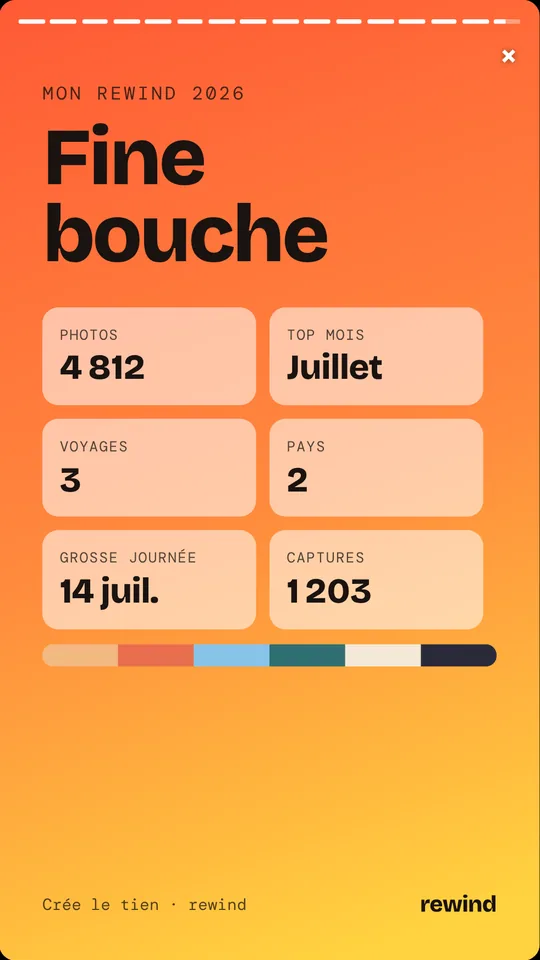 MON REWIND 2026
Fine
bouche
PHOTOS
4 812
TOP MOIS
Juillet
VOYAGES
3
PAYS
2
GROSSE JOURNÉE
14 juil.
CAPTURES
1 203
Crée le tien · rewind
rewind